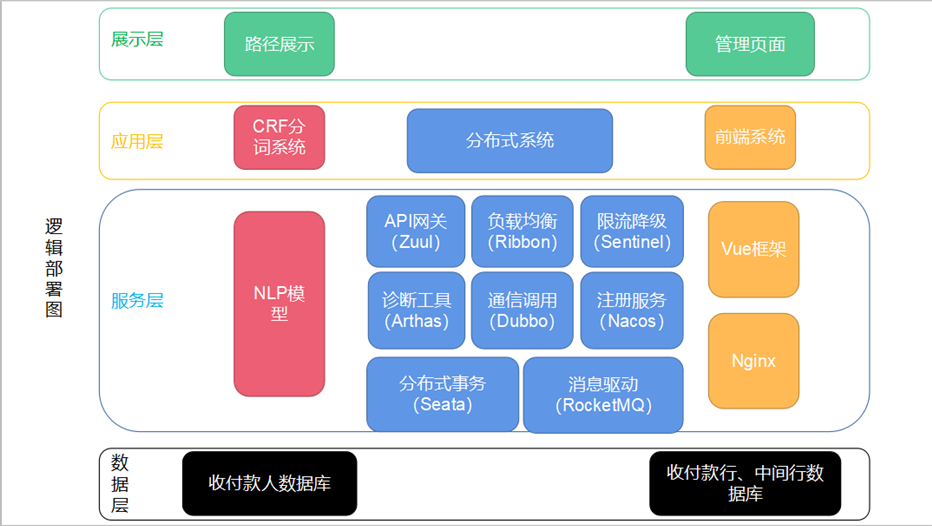 展示层
路径展示
管理页面
应用层
CRF分
词系统
分布式系统
前端系统
逻辑部署图
服务层
NLP模
型
API网关
（Zuul）
负载均衡
（Ribbon）
限流降级
（Sentinel）
Vue框架
诊断工具
（Arthas）
通信调用
（Dubbo）
注册服务
（Nacos）
Nginx
分布式事务
（Seata）
消息驱动
（RocketMQ）
数据层
收付款人数据库
收付款行、中间行数
据库